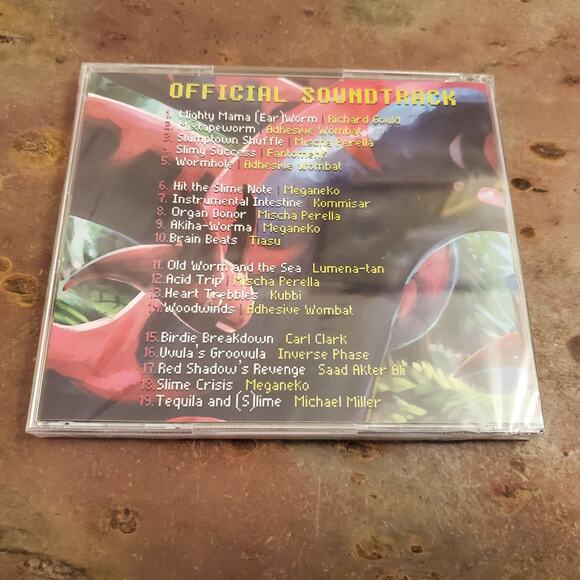 OFFICIAL SOUNDTRACK
1. Mighty Mama (Ear)Worm | Richard Gould
2. Mixtapeworm | Adhesive Wombat
3. Slumptown Shuffle | Mischa Perella
4. Slimy Success | Fantomenk
5. Wormhole | Adhesive Wombat
6. Hit the Slime Note | Meganeko
7. Instrumental Intestine | Kommisar
8. Organ Donor | Mischa Perella
9. Akiha-Worma | Meganeko
10. Brain Beats | Tiasu
11. Old Worm and the Sea Lumena-tan
12. Acid Trip | Mischa Perella
13. Heart Trebbles Kubbi
14. Woodwinds | Adhesive Wombat
15. Birdie Breakdown Carl Clark
16. Uvula's Groovula Inverse Phase
17. Red Shadow's Revenge Saad Akter Ali
18. Slime Crisis Meganeko
19. Tequila and (S)lime Michael Miller